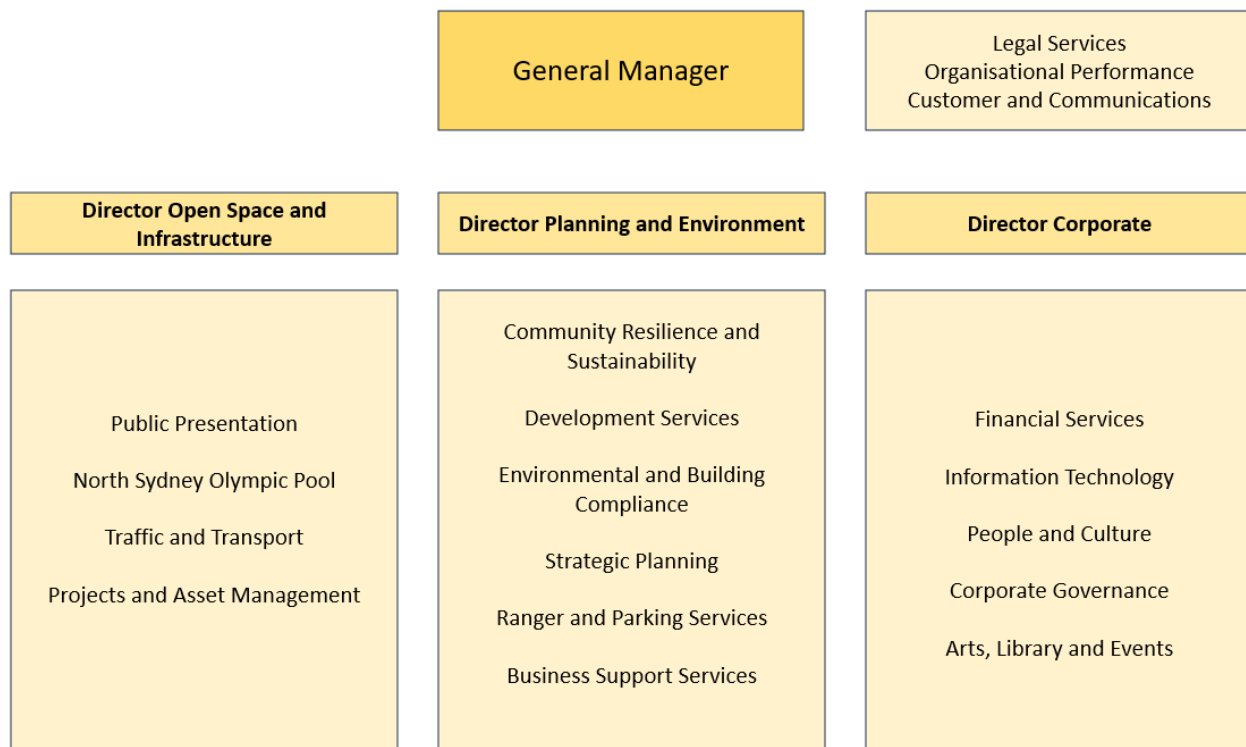 General Manager
Legal Services
Organisational Performance
Customer and Communications
Director Open Space and
Infrastructure
Director Planning and Environment
Director Corporate
Public Presentation
North Sydney Olympic Pool
Traffic and Transport
Projects and Asset Management
Community Resilience and
Sustainability
Development Services
Environmental and Building
Compliance
Strategic Planning
Ranger and Parking Services
Business Support Services
Financial Services
Information Technology
People and Culture
Corporate Governance
Arts, Library and Events